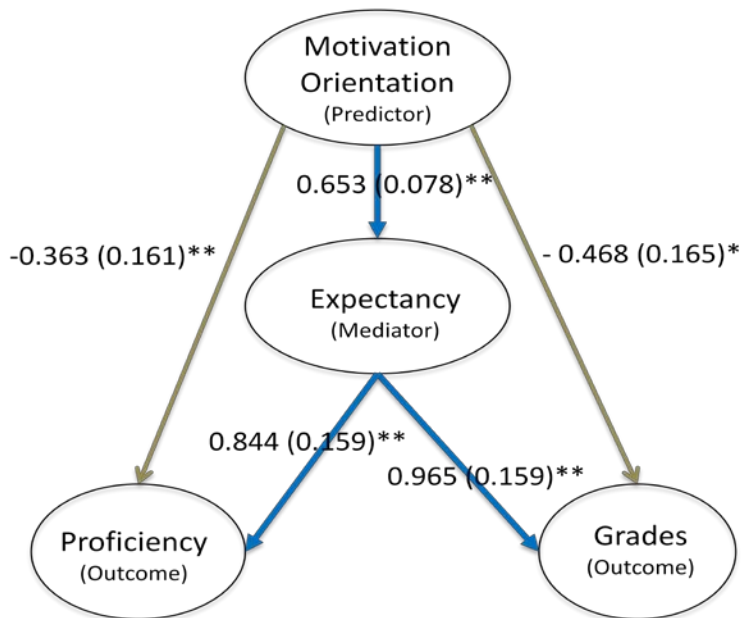 Motivation
Orientation
(Predictor)
0.653 (0.078)**
-0.363 (0.161)**
- 0.468 (0.165)*
Expectancy
(Mediator)
0.844 (0.159)**
0.965 (0.159)**
Proficiency
(Outcome)
Grades
(Outcome)